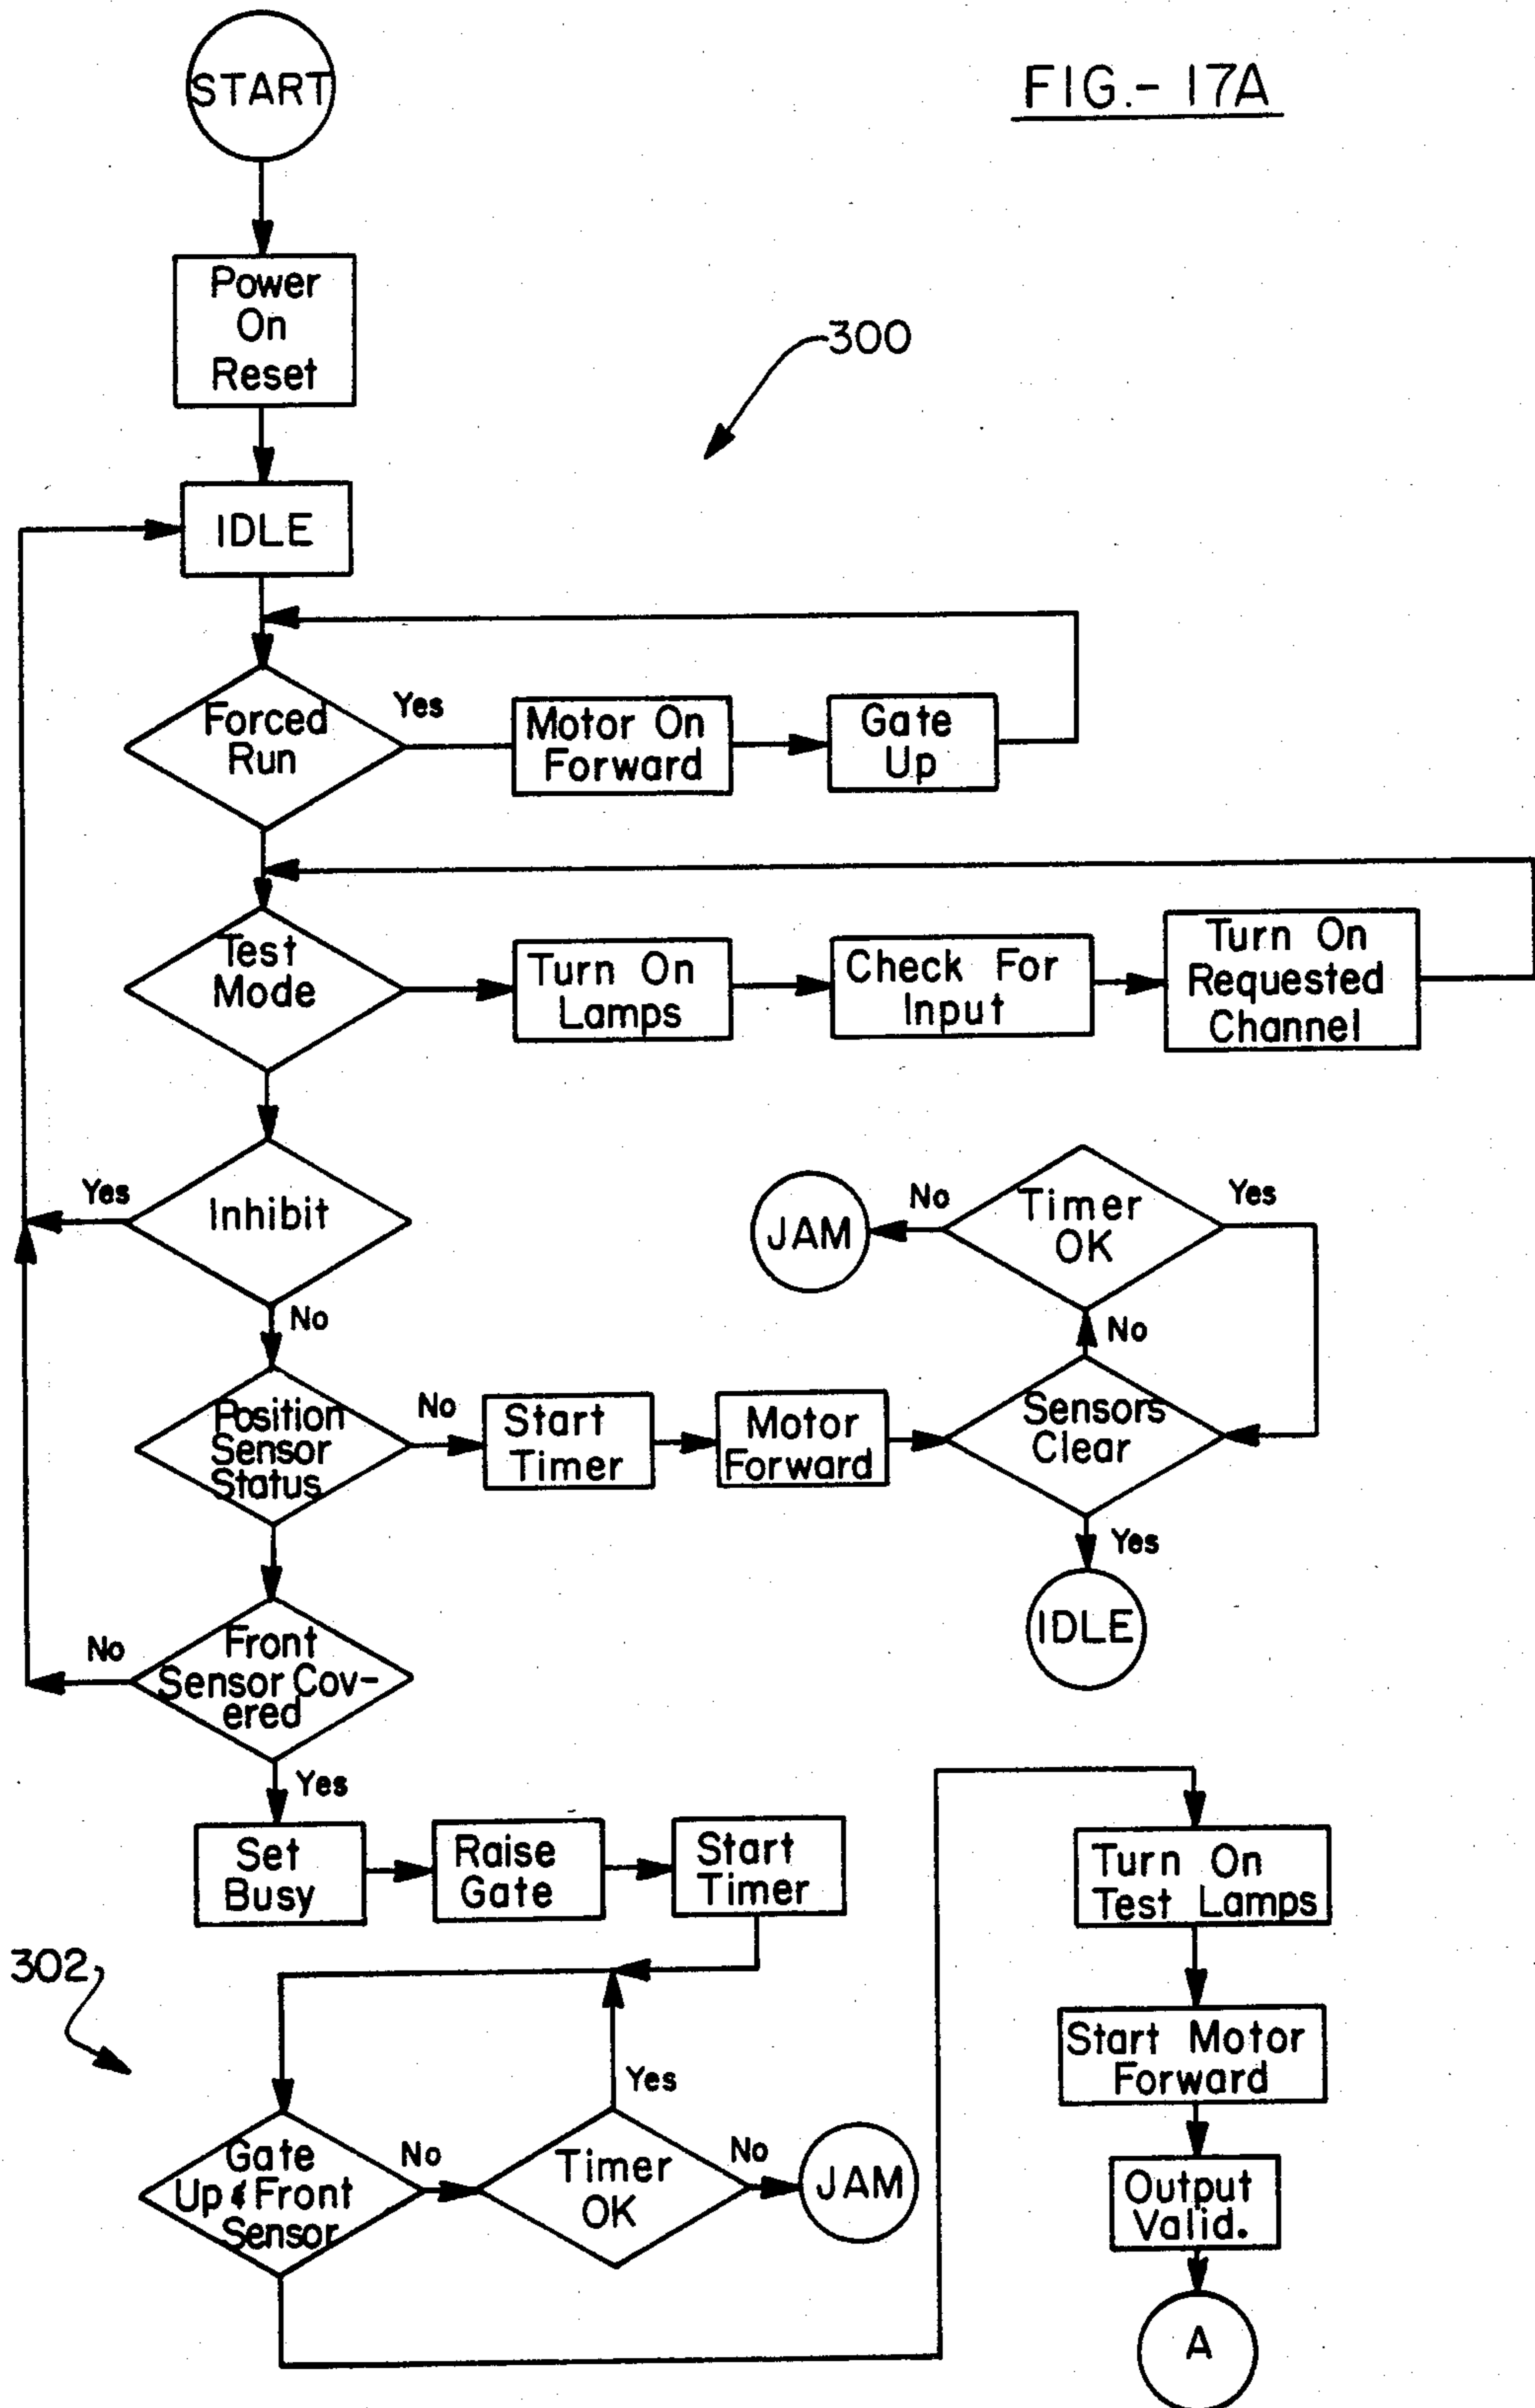 START
FIG.- 17A
Power
On
Reset
300
IDLE
Forced
Run
Yes
Motor On
Forward
Gate
Up
Test
Mode
Turn On
Lamps
Check For
Input
Turn On
Requested
Channel
Yes
Inhibit
No
JAM
No
Timer
OK
Yes
No
Position
Sensor
Status
No
Start
Timer
Motor
Forward
Sensors
Clear
Yes
IDLE
No
Front
Sensor Cov-
ered
Yes
Set
Busy
Raise
Gate
Start
Timer
302
Gate
Up & Front
Sensor
No
Timer
OK
Yes
No
JAM
Turn On
Test Lamps
Start Motor
Forward
Output
Valid.
A